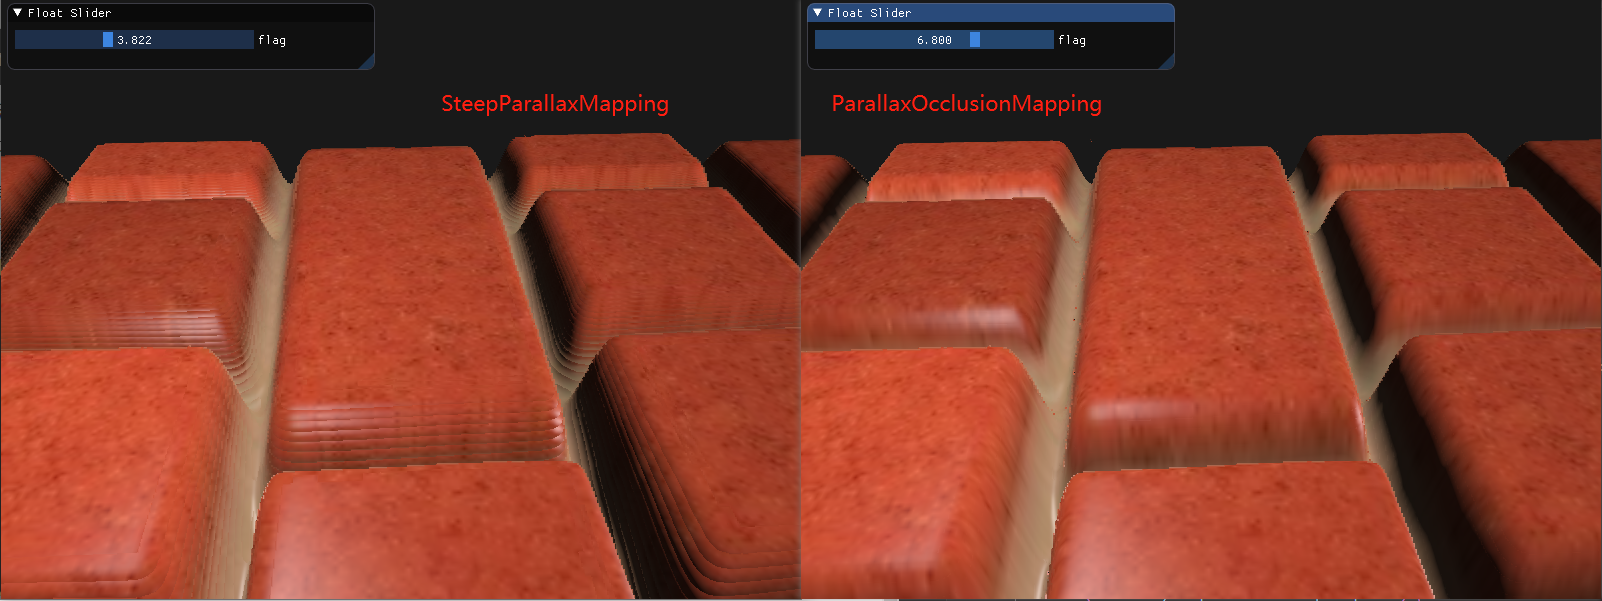 Float Slider
3.822 flag
SteepParallaxMapping
Float Slider
6.800 flag
ParallaxOcclusionMapping